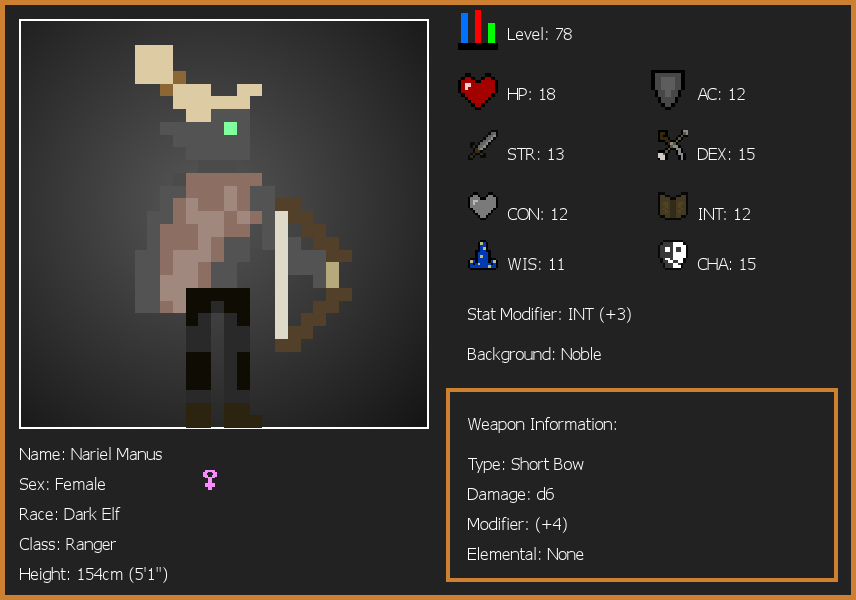 Level: 78
HP: 18
AC: 12
STR: 13
DEX: 15
CON: 12
INT: 12
WIS: 11
CHA: 15
Stat Modifier: INT (+3)
Background: Noble
Weapon Information:
Type: Short Bow
Damage: d6
Modifier: (+4)
Elemental: None
Name: Nariel Manus
Sex: Female
Race: Dark Elf
Class: Ranger
Height: 154cm (5'1")